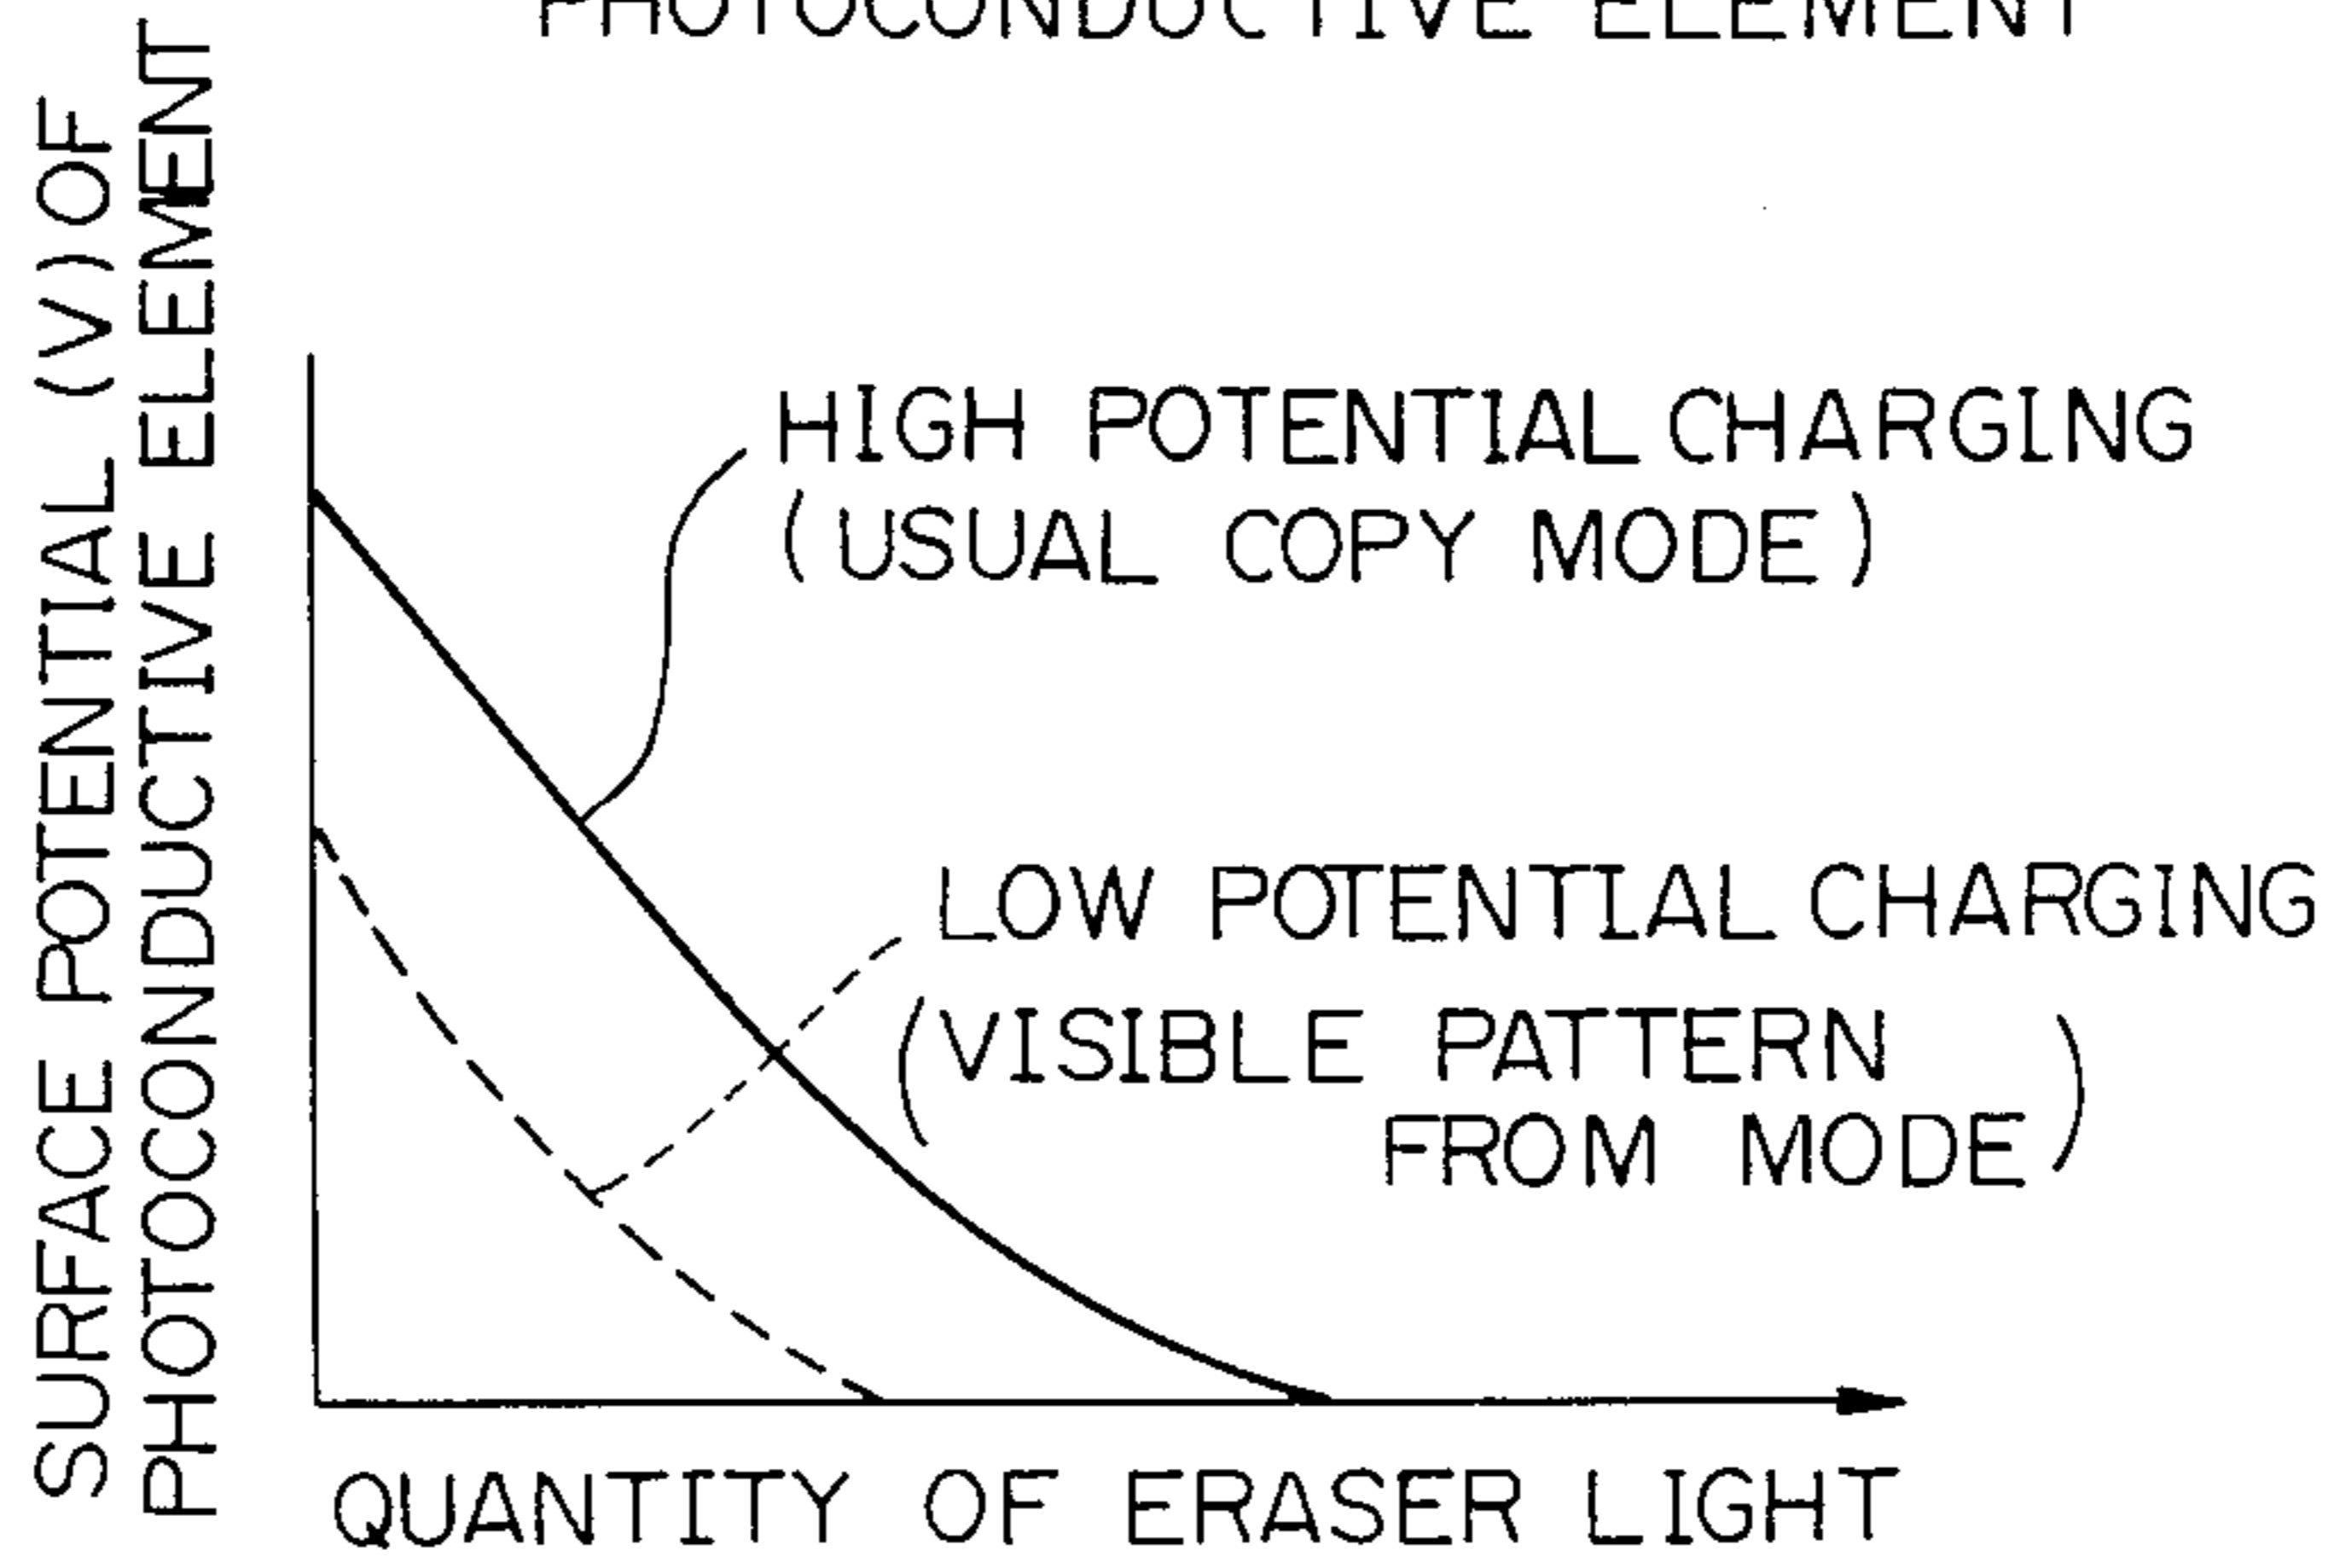 PHOTOCONDUCTIVE ELEMENT
SURFACE POTENTIAL (V) OF
PHOTOCONDUCTIVE ELEMENT
HIGH POTENTIAL CHARGING
(USUAL COPY MODE)
LOW POTENTIAL CHARGING
(VISIBLE PATTERN
FROM MODE)
QUANTITY OF ERASER LIGHT